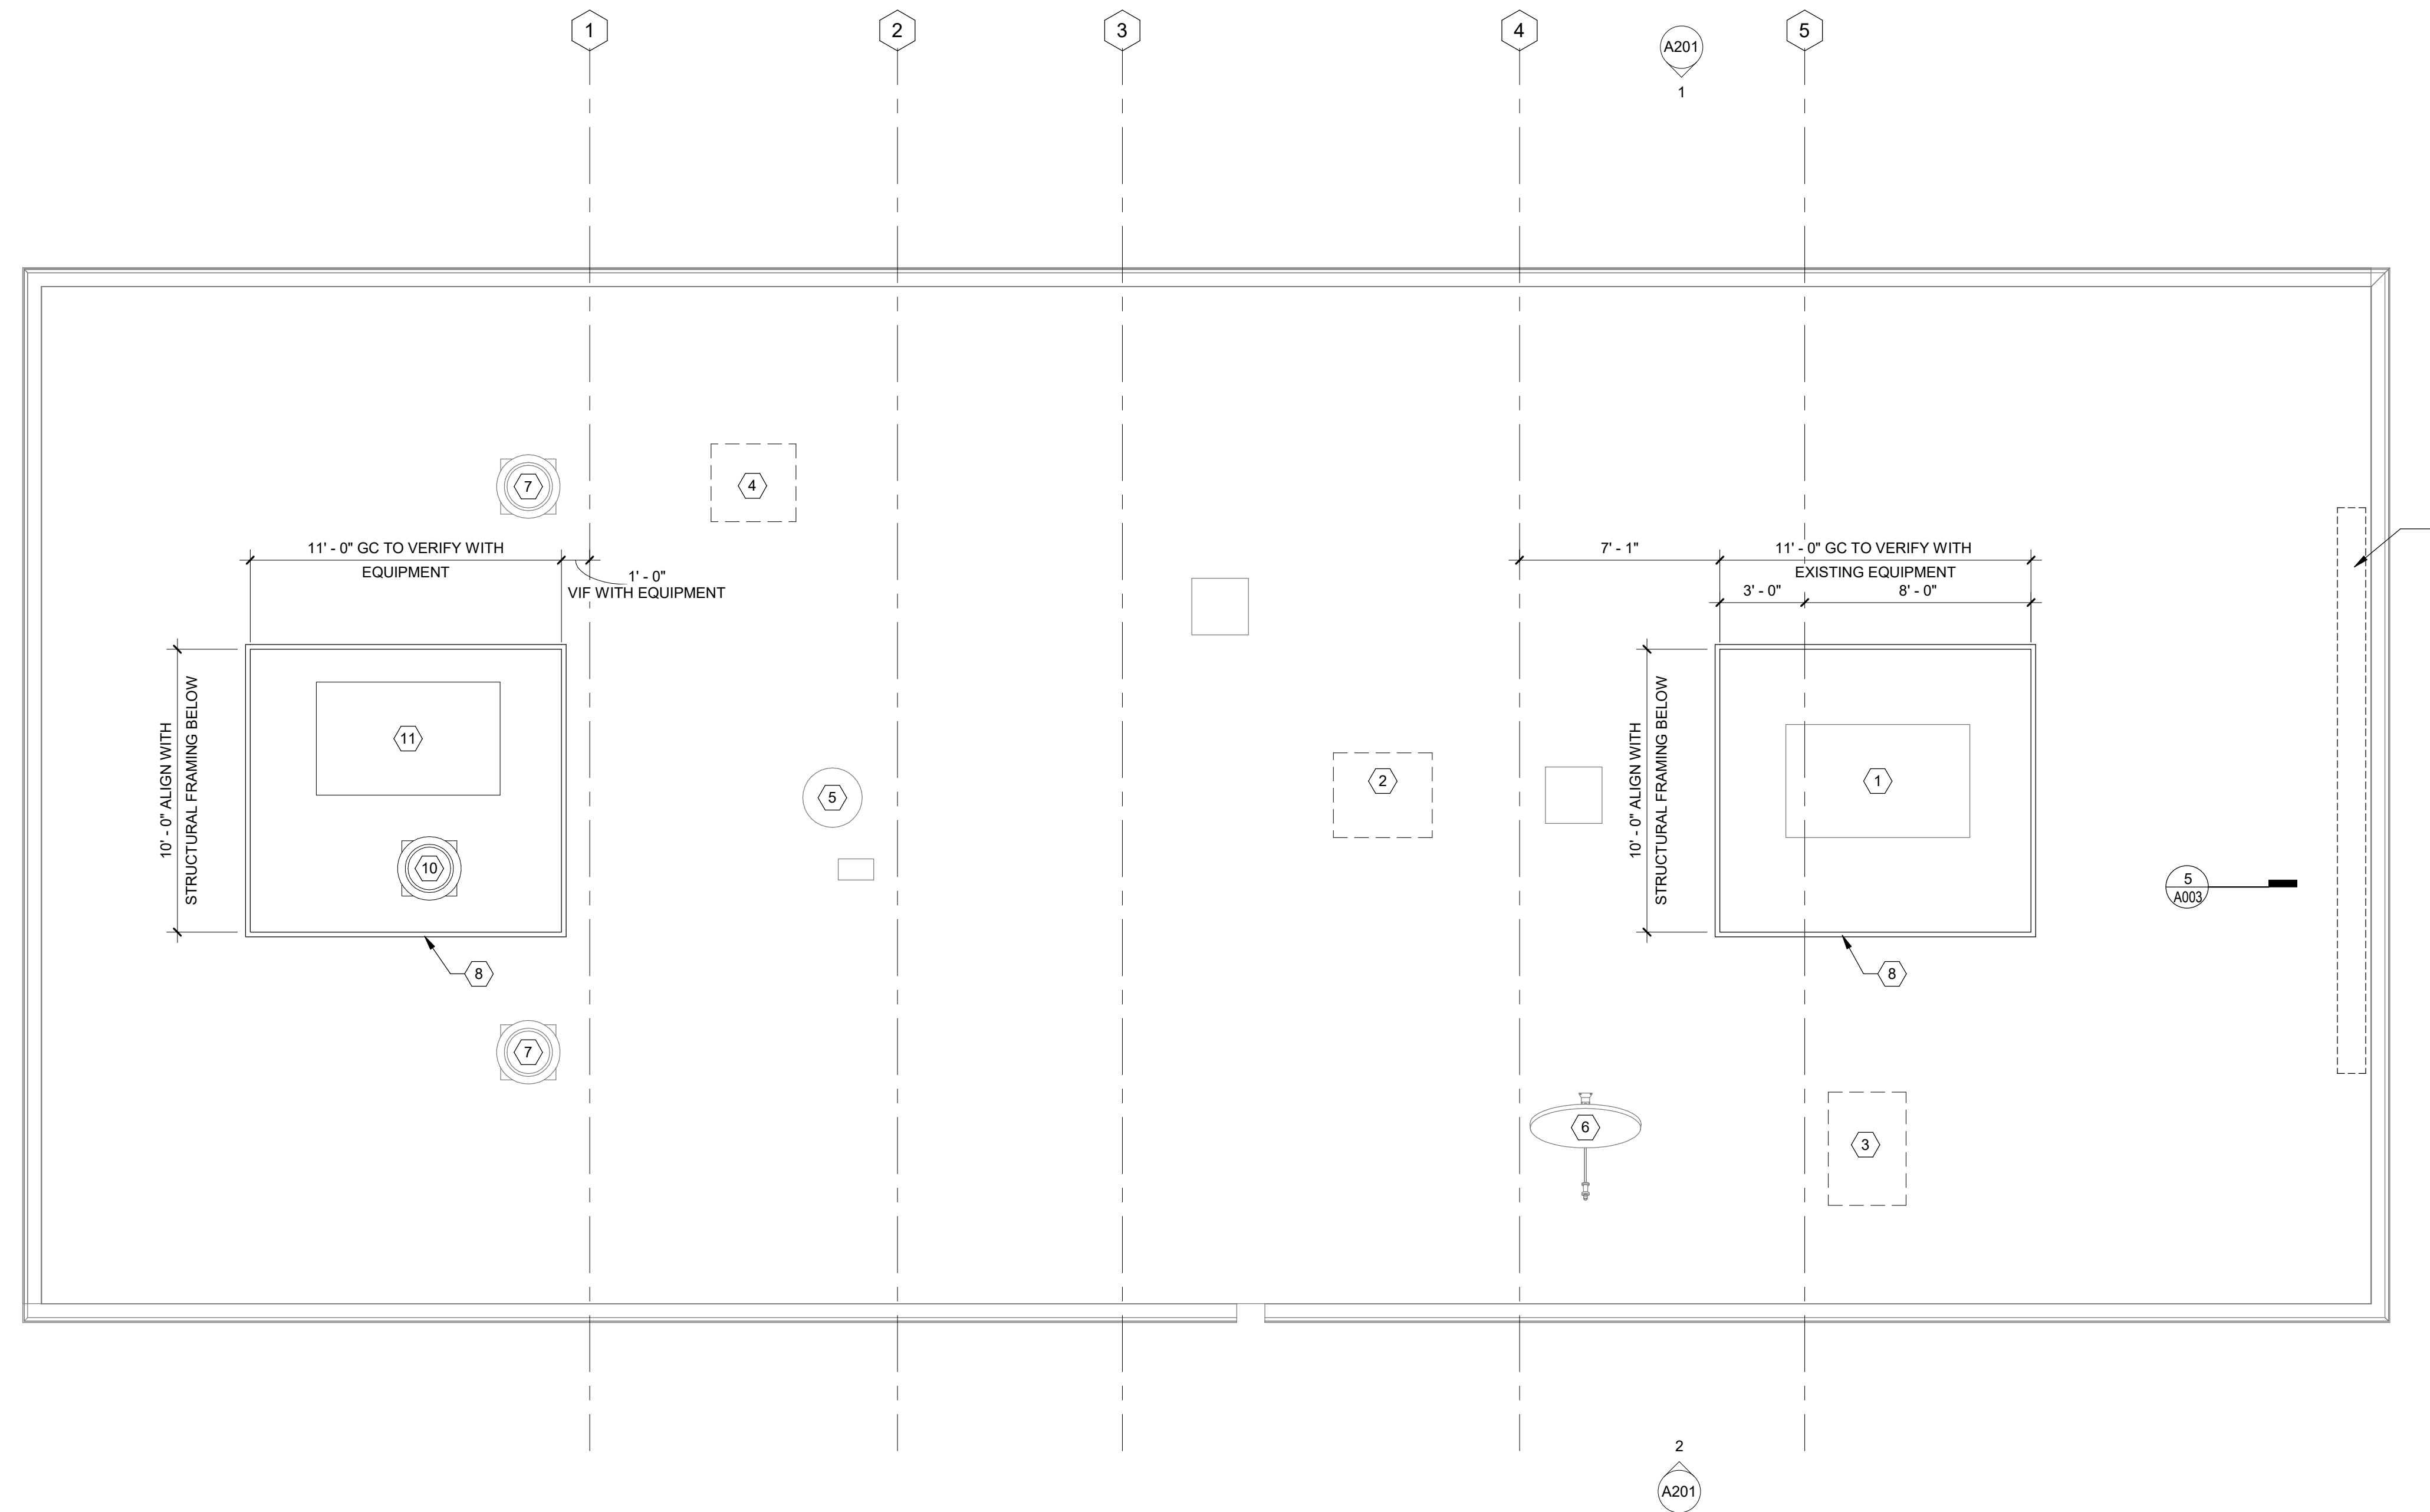 1
2
3
4
5
A201
1
7
4
11' - 0" GC TO VERIFY WITH
EQUIPMENT
1' - 0"
VIF WITH EQUIPMENT
7' - 1"
11' - 0" GC TO VERIFY WITH
EXISTING EQUIPMENT
3' - 0"
8' - 0"
10' - 0" ALIGN WITH
STRUCTURAL FRAMING BELOW
11
5
2
10' - 0" ALIGN WITH
STRUCTURAL FRAMING BELOW
1
10
5
A003
8
8
7
6
3
2
A201